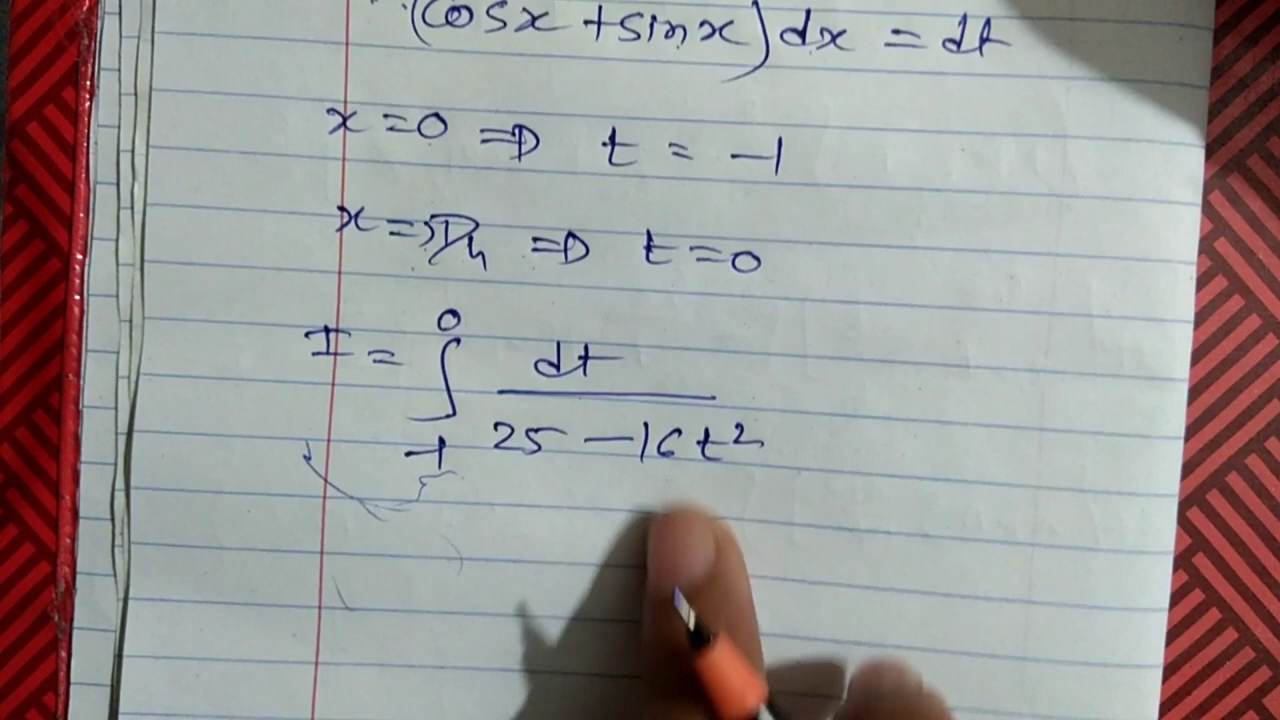 (cosx + sinx) dx = dt
x = 0 ⇒ t = -1
x = π/4 ⇒ t = 0
0
I = ∫ dt
-1 25 - 16t²